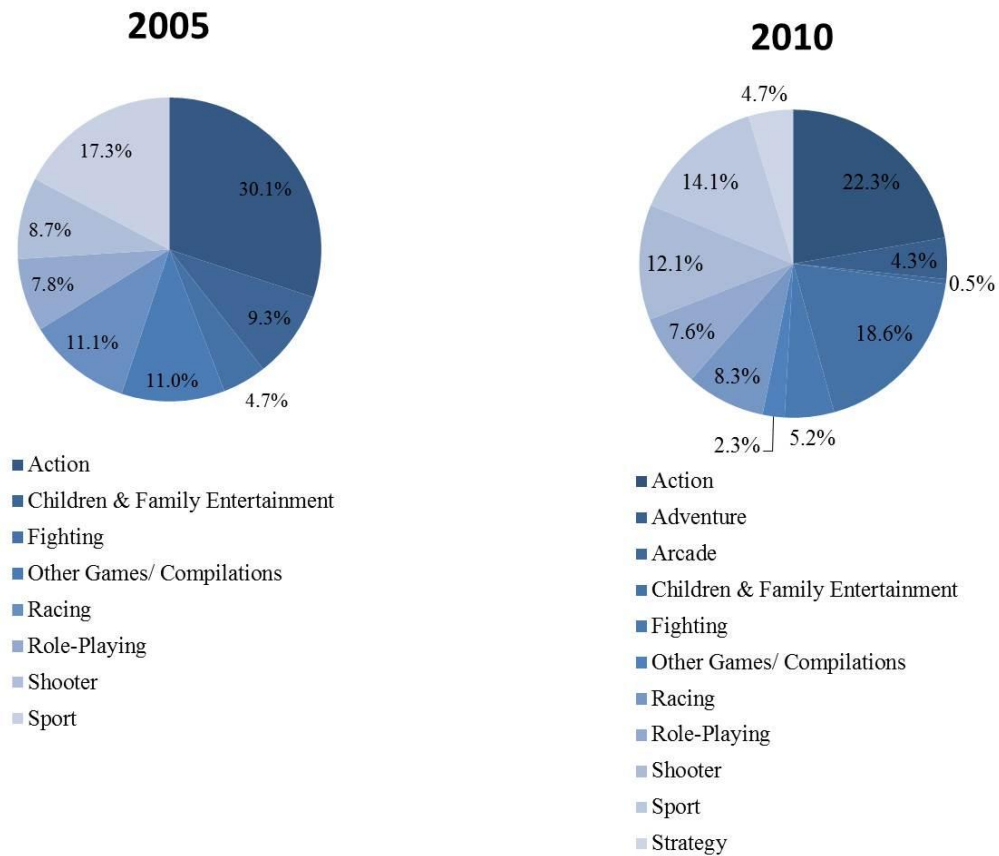 2005
17.3%
30.1%
8.7%
7.8%
9.3%
11.1%
11.0%
4.7%
Action
Children & Family Entertainment
Fighting
Other Games/ Compilations
Racing
Role-Playing
Shooter
Sport
2010
4.7%
14.1%
22.3%
12.1%
4.3%
0.5%
7.6%
18.6%
8.3%
2.3%
5.2%
Action
Adventure
Arcade
Children & Family Entertainment
Fighting
Other Games/ Compilations
Racing
Role-Playing
Shooter
Sport
Strategy